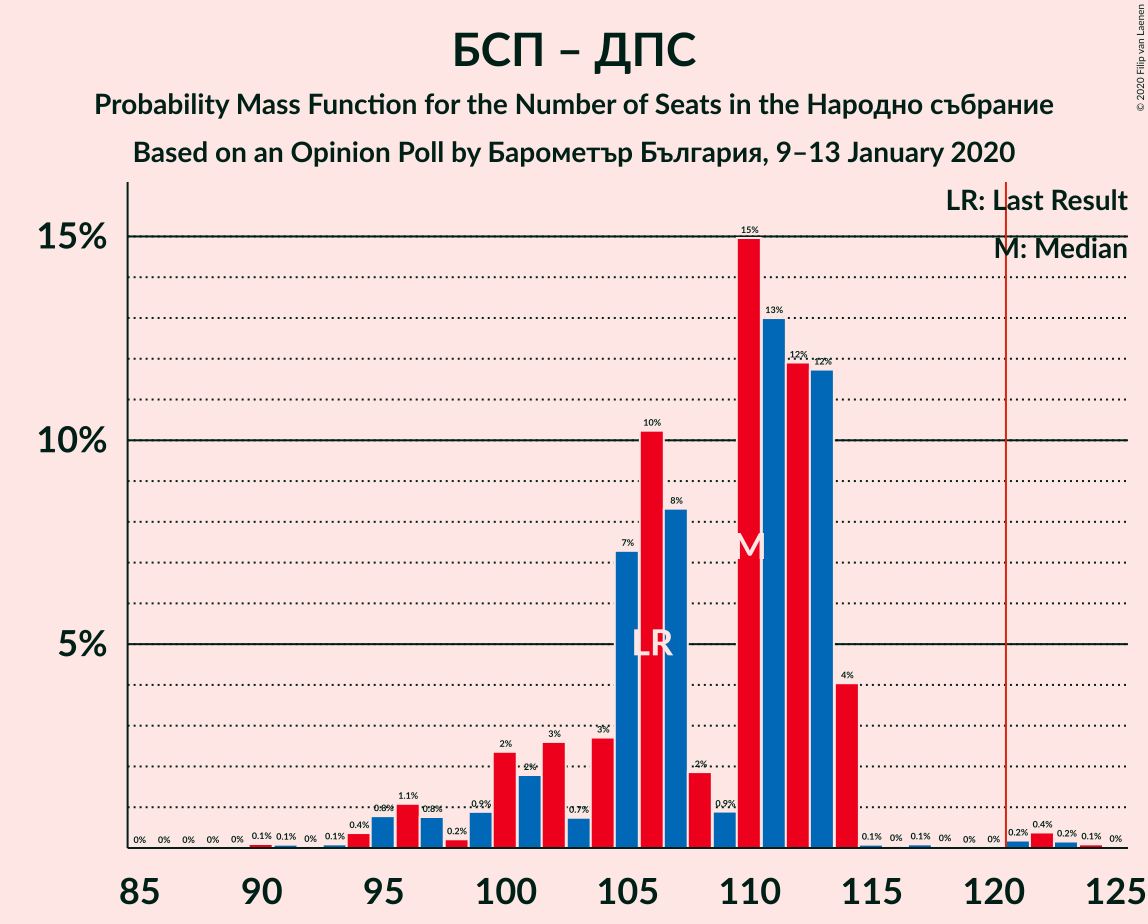 БСП – ДПС
Probability Mass Function for the Number of Seats in the Народно събрание
Based on an Opinion Poll by Барометър България, 9–13 January 2020
© 2020 Filip van Laenen
LR: Last Result
M: Median
15%
10%
5%
0% 0% 0% 0% 0% 0.1% 0.1% 0% 0.1% 0.4% 0.8% 1.1% 0.8% 0.2% 0.9% 2% 2% 3% 0.7% 3% 7% 10% 8% 2% 0.9% 15% 13% 12% 12% 4% 0.1% 0% 0.1% 0% 0% 0% 0.2% 0.4% 0.2% 0.1% 0%
LR
M
85 90 95 100 105 110 115 120 125